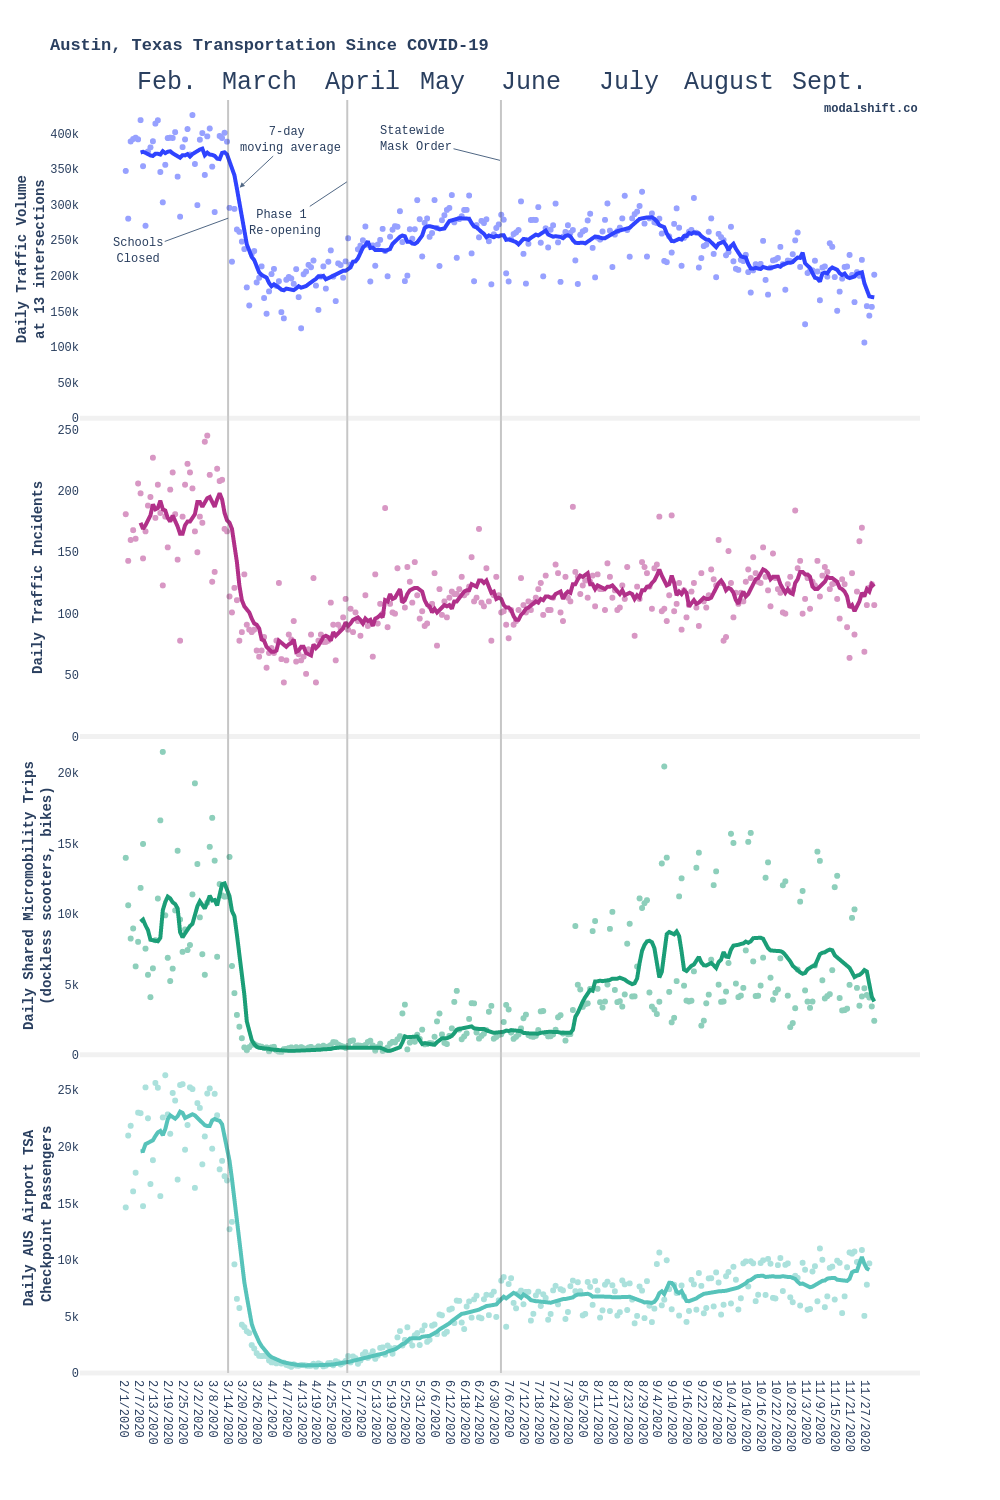 Austin, Texas Transportation Since COVID-19
Feb. March April May June July August Sept.
modalshift.co
Daily Traffic Volume
at 13 intersections
400k
350k
300k
250k
200k
150k
100k
50k
0
7-day
moving average
Statewide
Mask Order
Phase 1
Re-opening
Schools
Closed
Daily Traffic Incidents
250
200
150
100
50
0
Daily Shared Micromobility Trips
(dockless scooters, bikes)
20k
15k
10k
5k
0
Daily AUS Airport TSA
Checkpoint Passengers
25k
20k
15k
10k
5k
0
2/1/2020
2/7/2020
2/13/2020
2/19/2020
2/25/2020
3/2/2020
3/8/2020
3/14/2020
3/20/2020
3/26/2020
4/1/2020
4/7/2020
4/13/2020
4/19/2020
4/25/2020
5/1/2020
5/7/2020
5/13/2020
5/19/2020
5/25/2020
5/31/2020
6/6/2020
6/12/2020
6/18/2020
6/24/2020
6/30/2020
7/6/2020
7/12/2020
7/18/2020
7/24/2020
7/30/2020
8/5/2020
8/11/2020
8/17/2020
8/23/2020
8/29/2020
9/4/2020
9/10/2020
9/16/2020
9/22/2020
9/28/2020
10/4/2020
10/10/2020
10/16/2020
10/22/2020
10/28/2020
11/3/2020
11/9/2020
11/15/2020
11/21/2020
11/27/2020